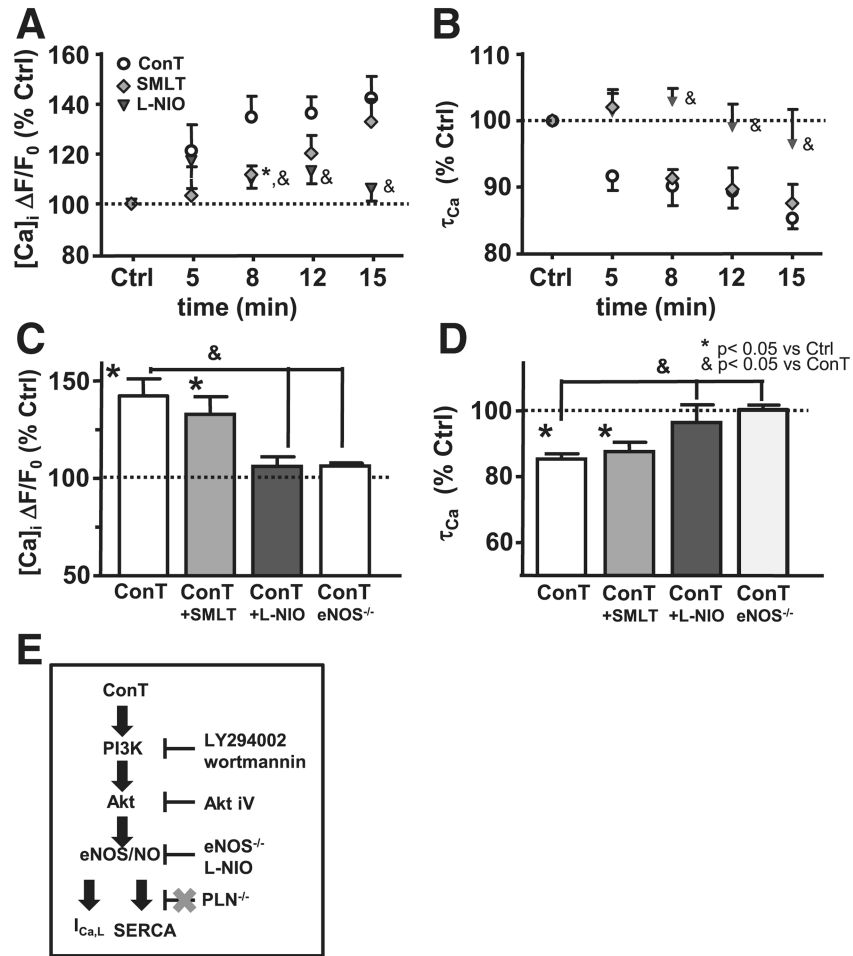 A
[Ca]i ΔF/F0 (% Ctrl)
160
140
120
100
80
ConT
SMLT
L-NIO
*,&
&
&
Ctrl 5 8 12 15
time (min)
B
τCa (% Ctrl)
110
100
90
80
&
&
&
Ctrl 5 8 12 15
time (min)
C
[Ca]i ΔF/F0 (% Ctrl)
150
100
50
*
*
&
ConT ConT ConT ConT
+SMLT +L-NIO eNOS-/-
D
* p< 0.05 vs Ctrl
& p< 0.05 vs ConT
τCa (% Ctrl)
100
80
60
*
*
&
ConT ConT ConT ConT
+SMLT +L-NIO eNOS-/-
E
ConT
PI3K
LY294002
wortmannin
Akt
Akt iV
eNOS/NO
eNOS-/-
L-NIO
PLN-/-
ICa,L SERCA